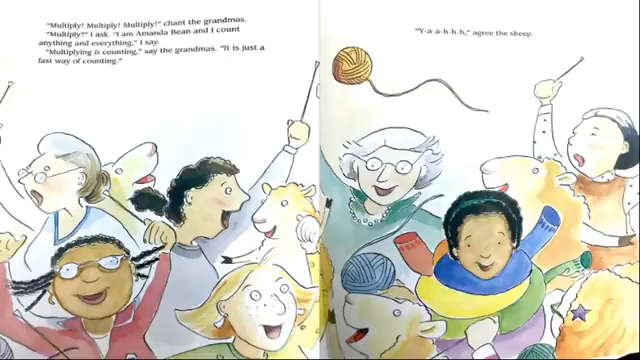 "Multiply! Multiply! Multiply!" chant the grandmas.
"Multiply?" I ask. "I am Amanda Bean and I count
anything and everything," I say.
"Multiplying is counting," say the grandmas. "It is just a
fast way of counting."
"Y-a-a-h-h-h," agree the sheep.